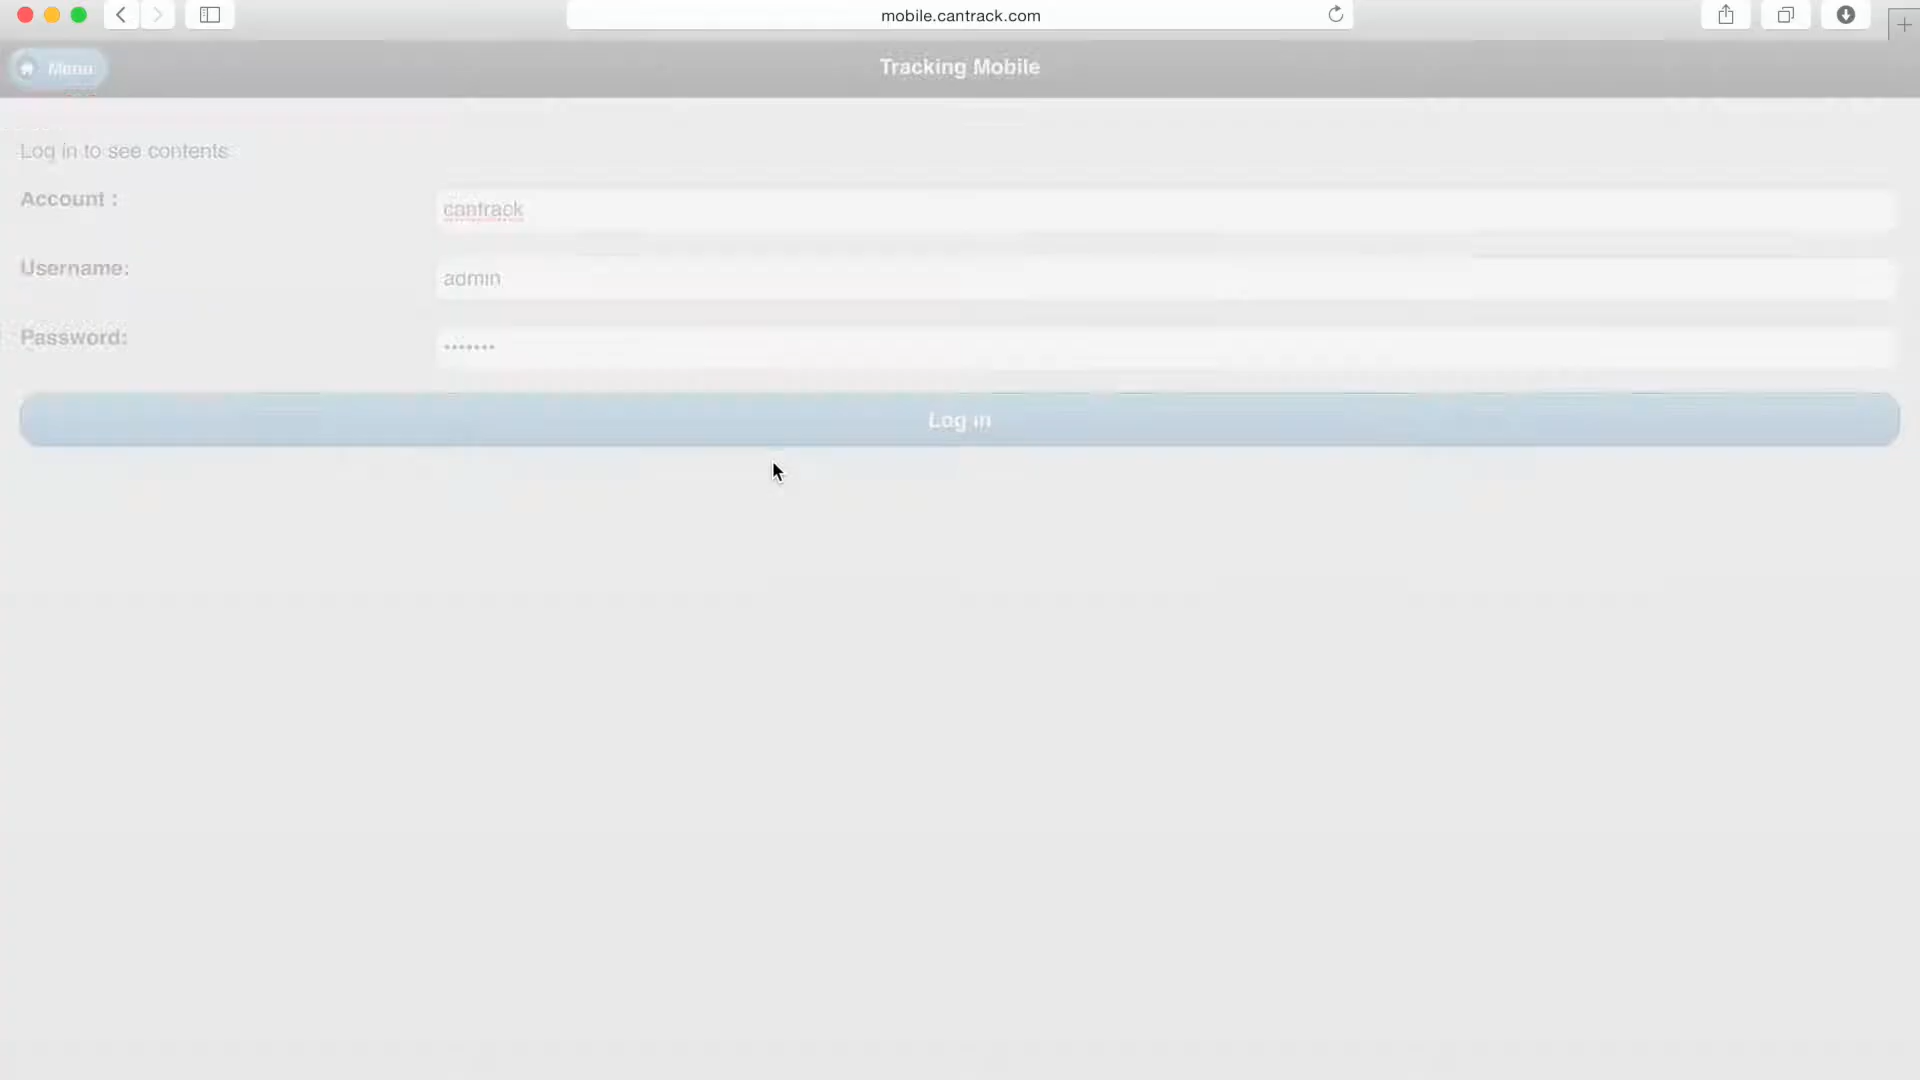 mobile.cantrack.com
Menu
Tracking Mobile
Log in to see contents
Account :
cantrack
Username:
admin
Password:
•••••••
Log in